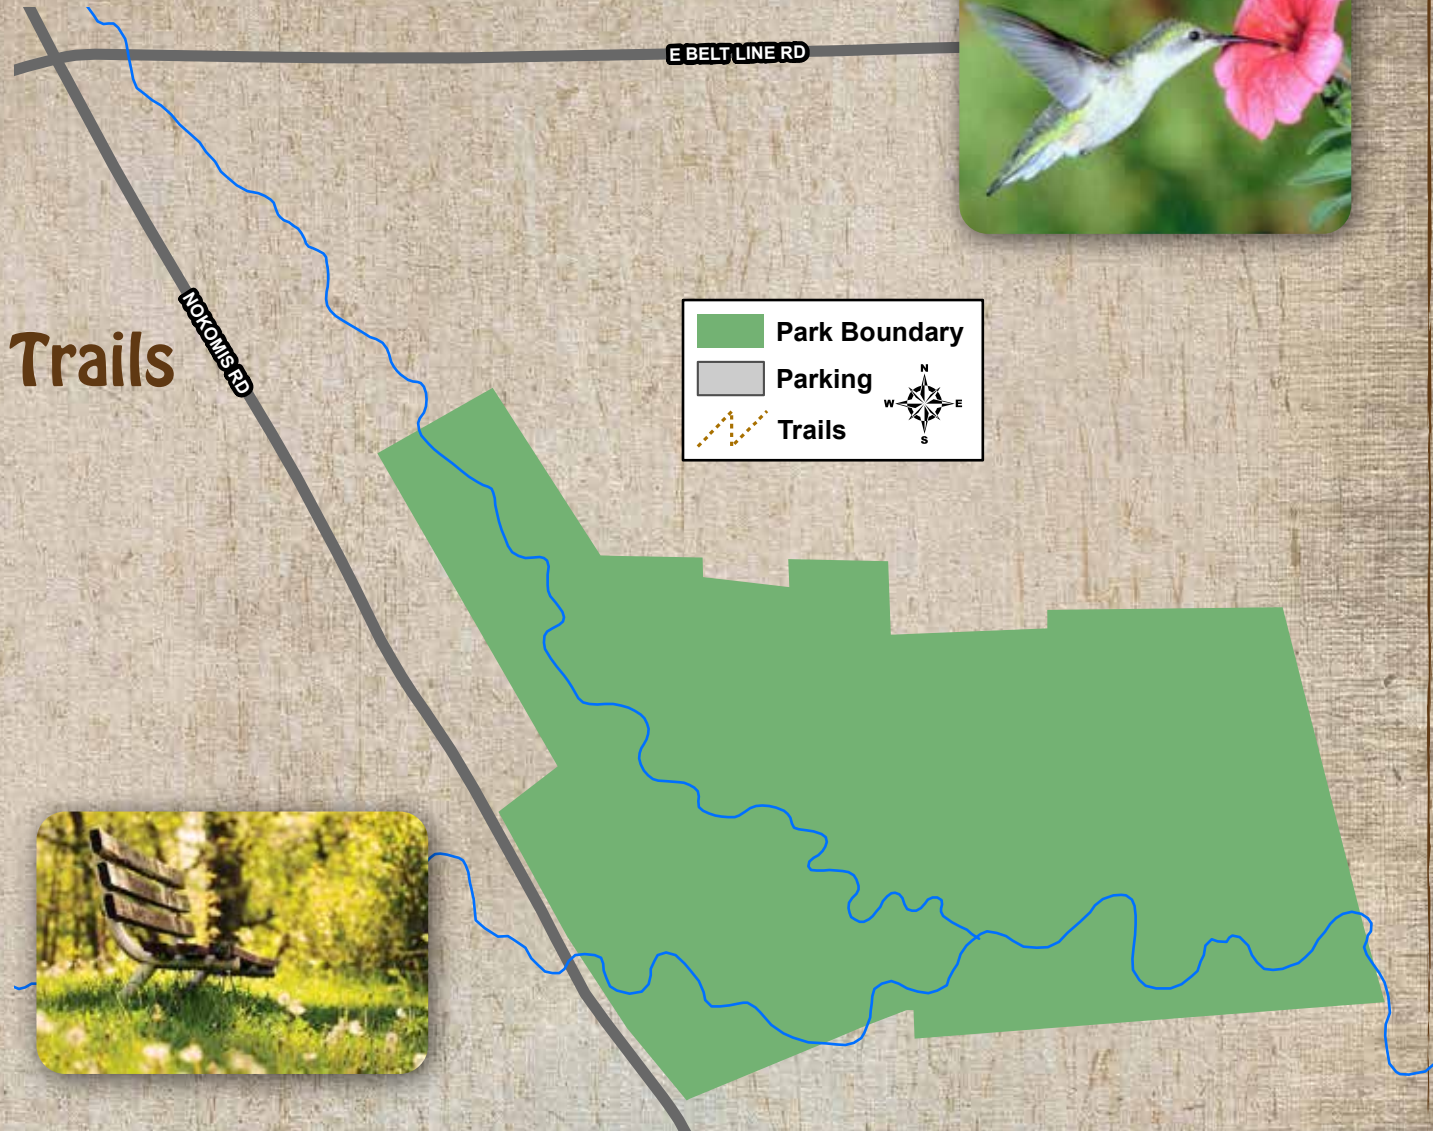 E BELT LINE RD
NOKOMIS RD
Trails
Park Boundary
Parking
Trails
N
W E
S